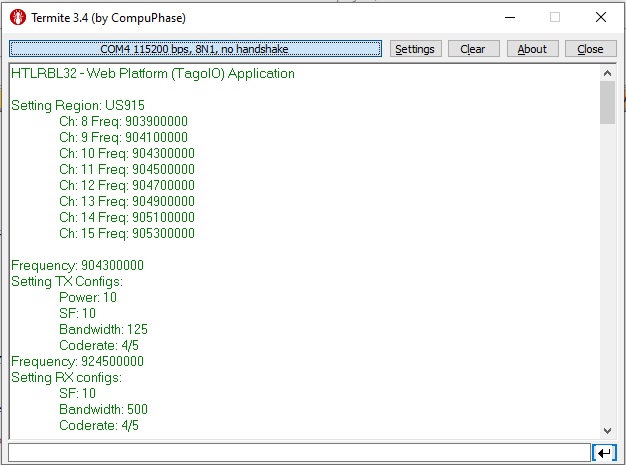 Termite 3.4 (by CompuPhase)
COM4 115200 bps, 8N1, no handshake
Settings
Clear
About
Close
HTLRBL32 - Web Platform (TagoIO) Application
Setting Region: US915
Ch: 8 Freq: 903900000
Ch: 9 Freq: 904100000
Ch: 10 Freq: 904300000
Ch: 11 Freq: 904500000
Ch: 12 Freq: 904700000
Ch: 13 Freq: 904900000
Ch: 14 Freq: 905100000
Ch: 15 Freq: 905300000
Frequency: 904300000
Setting TX Configs:
Power: 10
SF: 10
Bandwidth: 125
Coderate: 4/5
Frequency: 924500000
Setting RX configs:
SF: 10
Bandwidth: 500
Coderate: 4/5